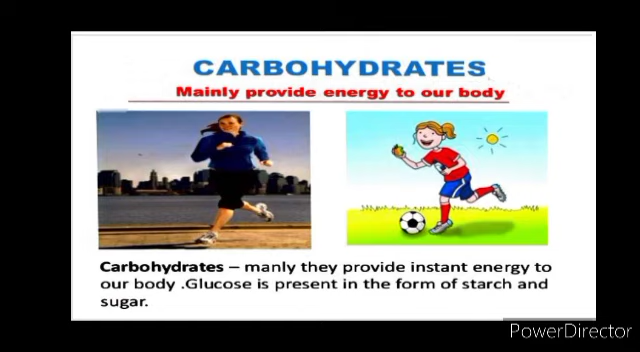 CARBOHYDRATES
Mainly provide energy to our body
Carbohydrates – manly they provide instant energy to
our body .Glucose is present in the form of starch and
sugar.
PowerDirector